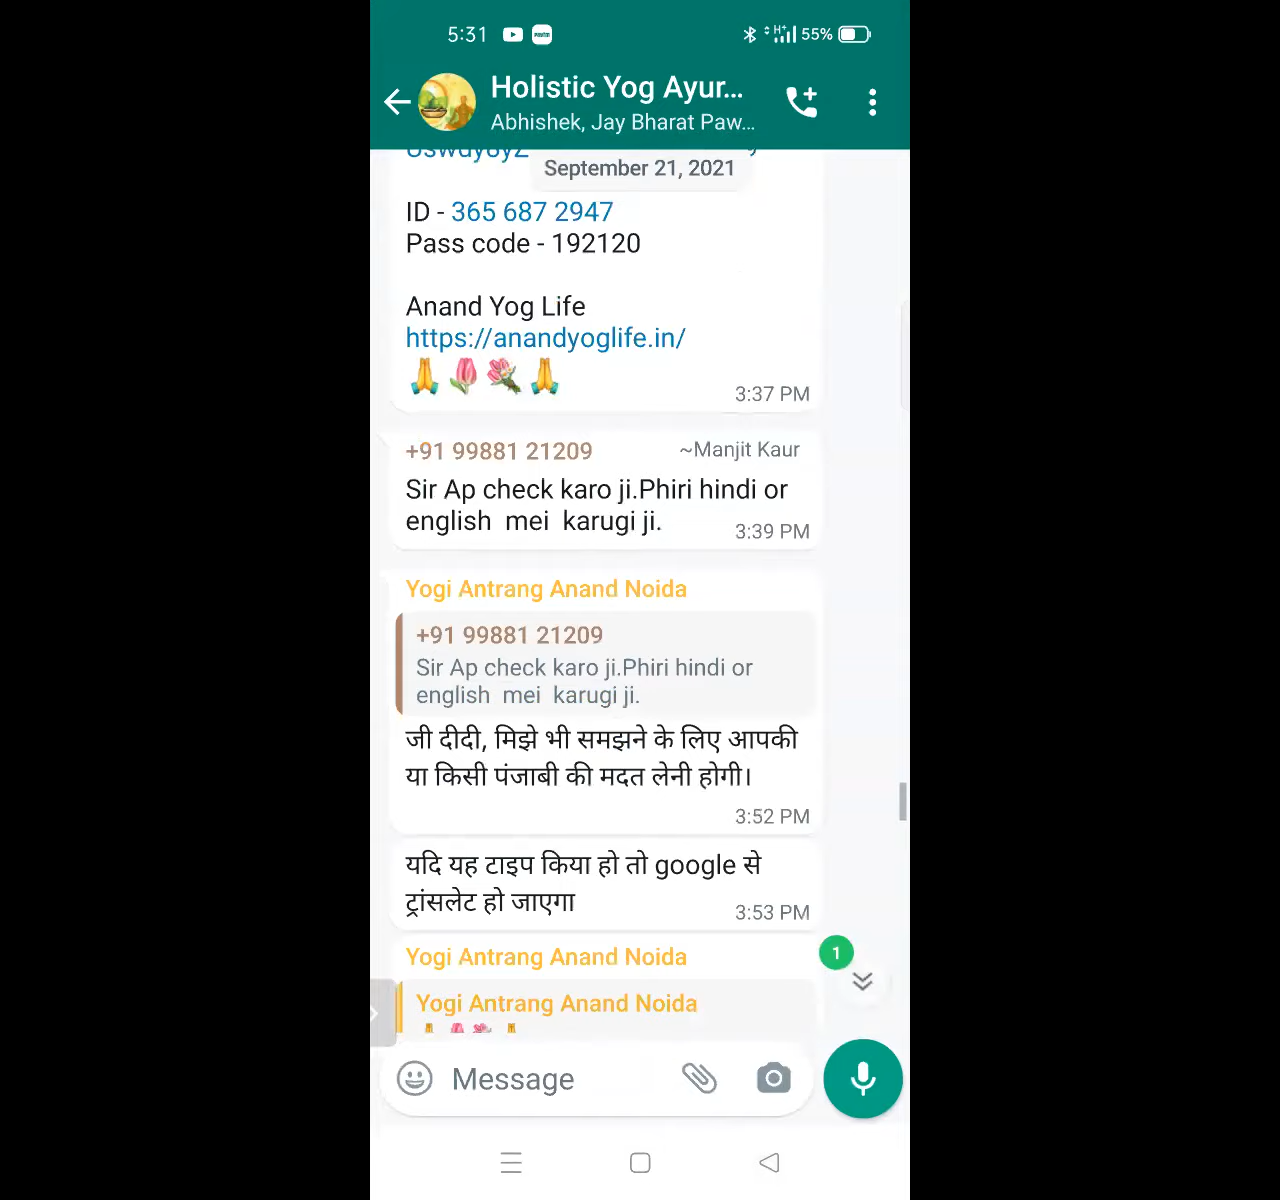 5:31
55%
Holistic Yog Ayur...
Abhishek, Jay Bharat Paw...
September 21, 2021
ID - 365 687 2947
Pass code - 192120
Anand Yog Life
https://anandyoglife.in/
🙏🌷💐🙏
3:37 PM
+91 99881 21209 ~Manjit Kaur
Sir Ap check karo ji.Phiri hindi or
english mei karugi ji.
3:39 PM
Yogi Antrang Anand Noida
+91 99881 21209
Sir Ap check karo ji.Phiri hindi or
english mei karugi ji.
जी दीदी, मिझे भी समझने के लिए आपकी
या किसी पंजाबी की मदत लेनी होगी।
3:52 PM
यदि यह टाइप किया हो तो google से
ट्रांसलेट हो जाएगा
3:53 PM
Yogi Antrang Anand Noida
1
Yogi Antrang Anand Noida
🙏🌷💐🙏
Message